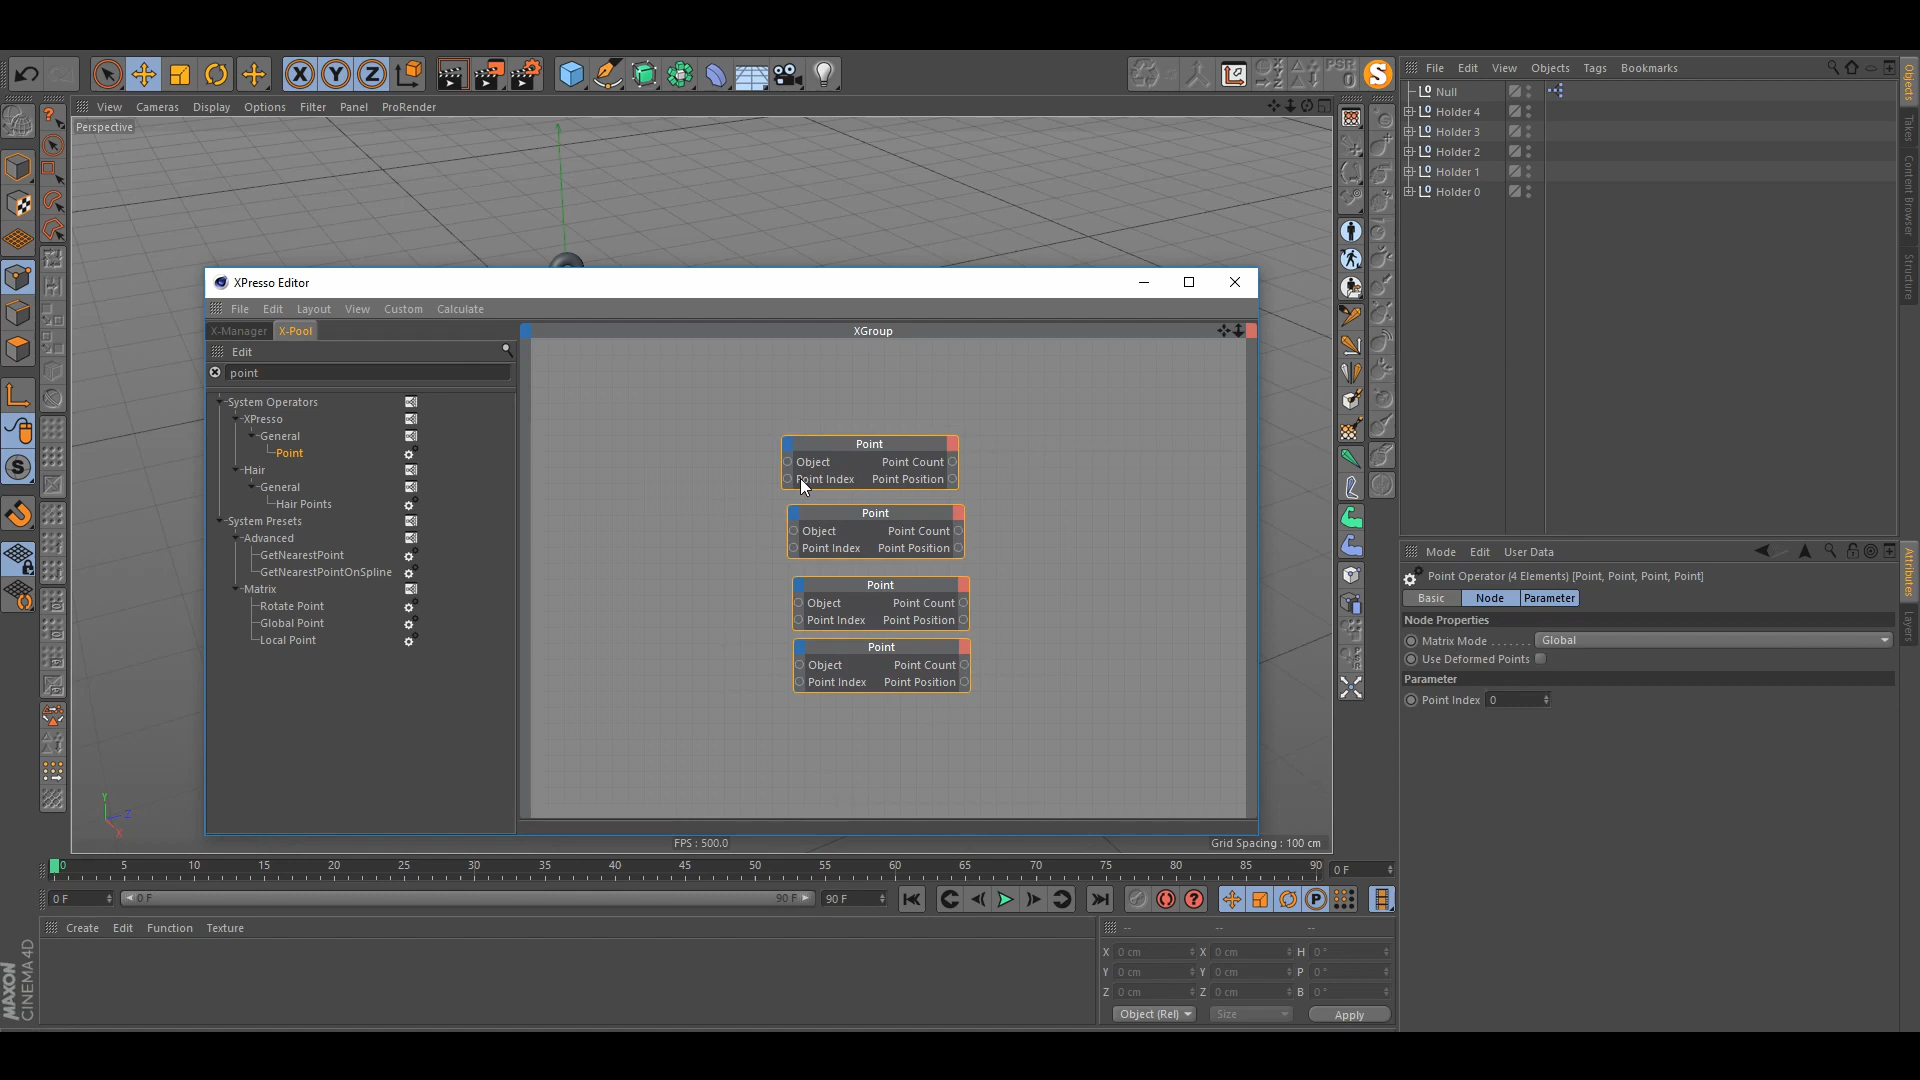 View Cameras Display Options Filter Panel ProRender
Perspective
XPresso Editor
File Edit Layout View Custom Calculate
X-Manager X-Pool
Edit
point
System Operators
XPresso
General
Point
Hair
General
Hair Points
System Presets
Advanced
GetNearestPoint
GetNearestPointOnSpline
Matrix
Rotate Point
Global Point
Local Point
XGroup
Point
Object Point Count
Point Index Point Position
Point
Object Point Count
Point Index Point Position
Point
Object Point Count
Point Index Point Position
Point
Object Point Count
Point Index Point Position
Y
Z
X
FPS : 500.0
Grid Spacing : 100 cm
0 5 10 15 20 25 30 35 40 45 50 55 60 65 70 75 80 85 90
0 F
0 F
0 F
90 F
90 F
Create Edit Function Texture
MAXON
CINEMA 4D
-- -- --
X 0 cm X 0 cm H 0 °
Y 0 cm Y 0 cm P 0 °
Z 0 cm Z 0 cm B 0 °
Object (Rel) Size Apply
X Y Z
PSR
0
S
File Edit View Objects Tags Bookmarks
Null
Holder 4
Holder 3
Holder 2
Holder 1
Holder 0
Objects
Takes
Content Browser
Structure
Mode Edit User Data
Point Operator (4 Elements) [Point, Point, Point, Point]
Basic Node Parameter
Node Properties
Matrix Mode . . . . . . . Global
Use Deformed Points
Parameter
Point Index 0
Attributes
Layers